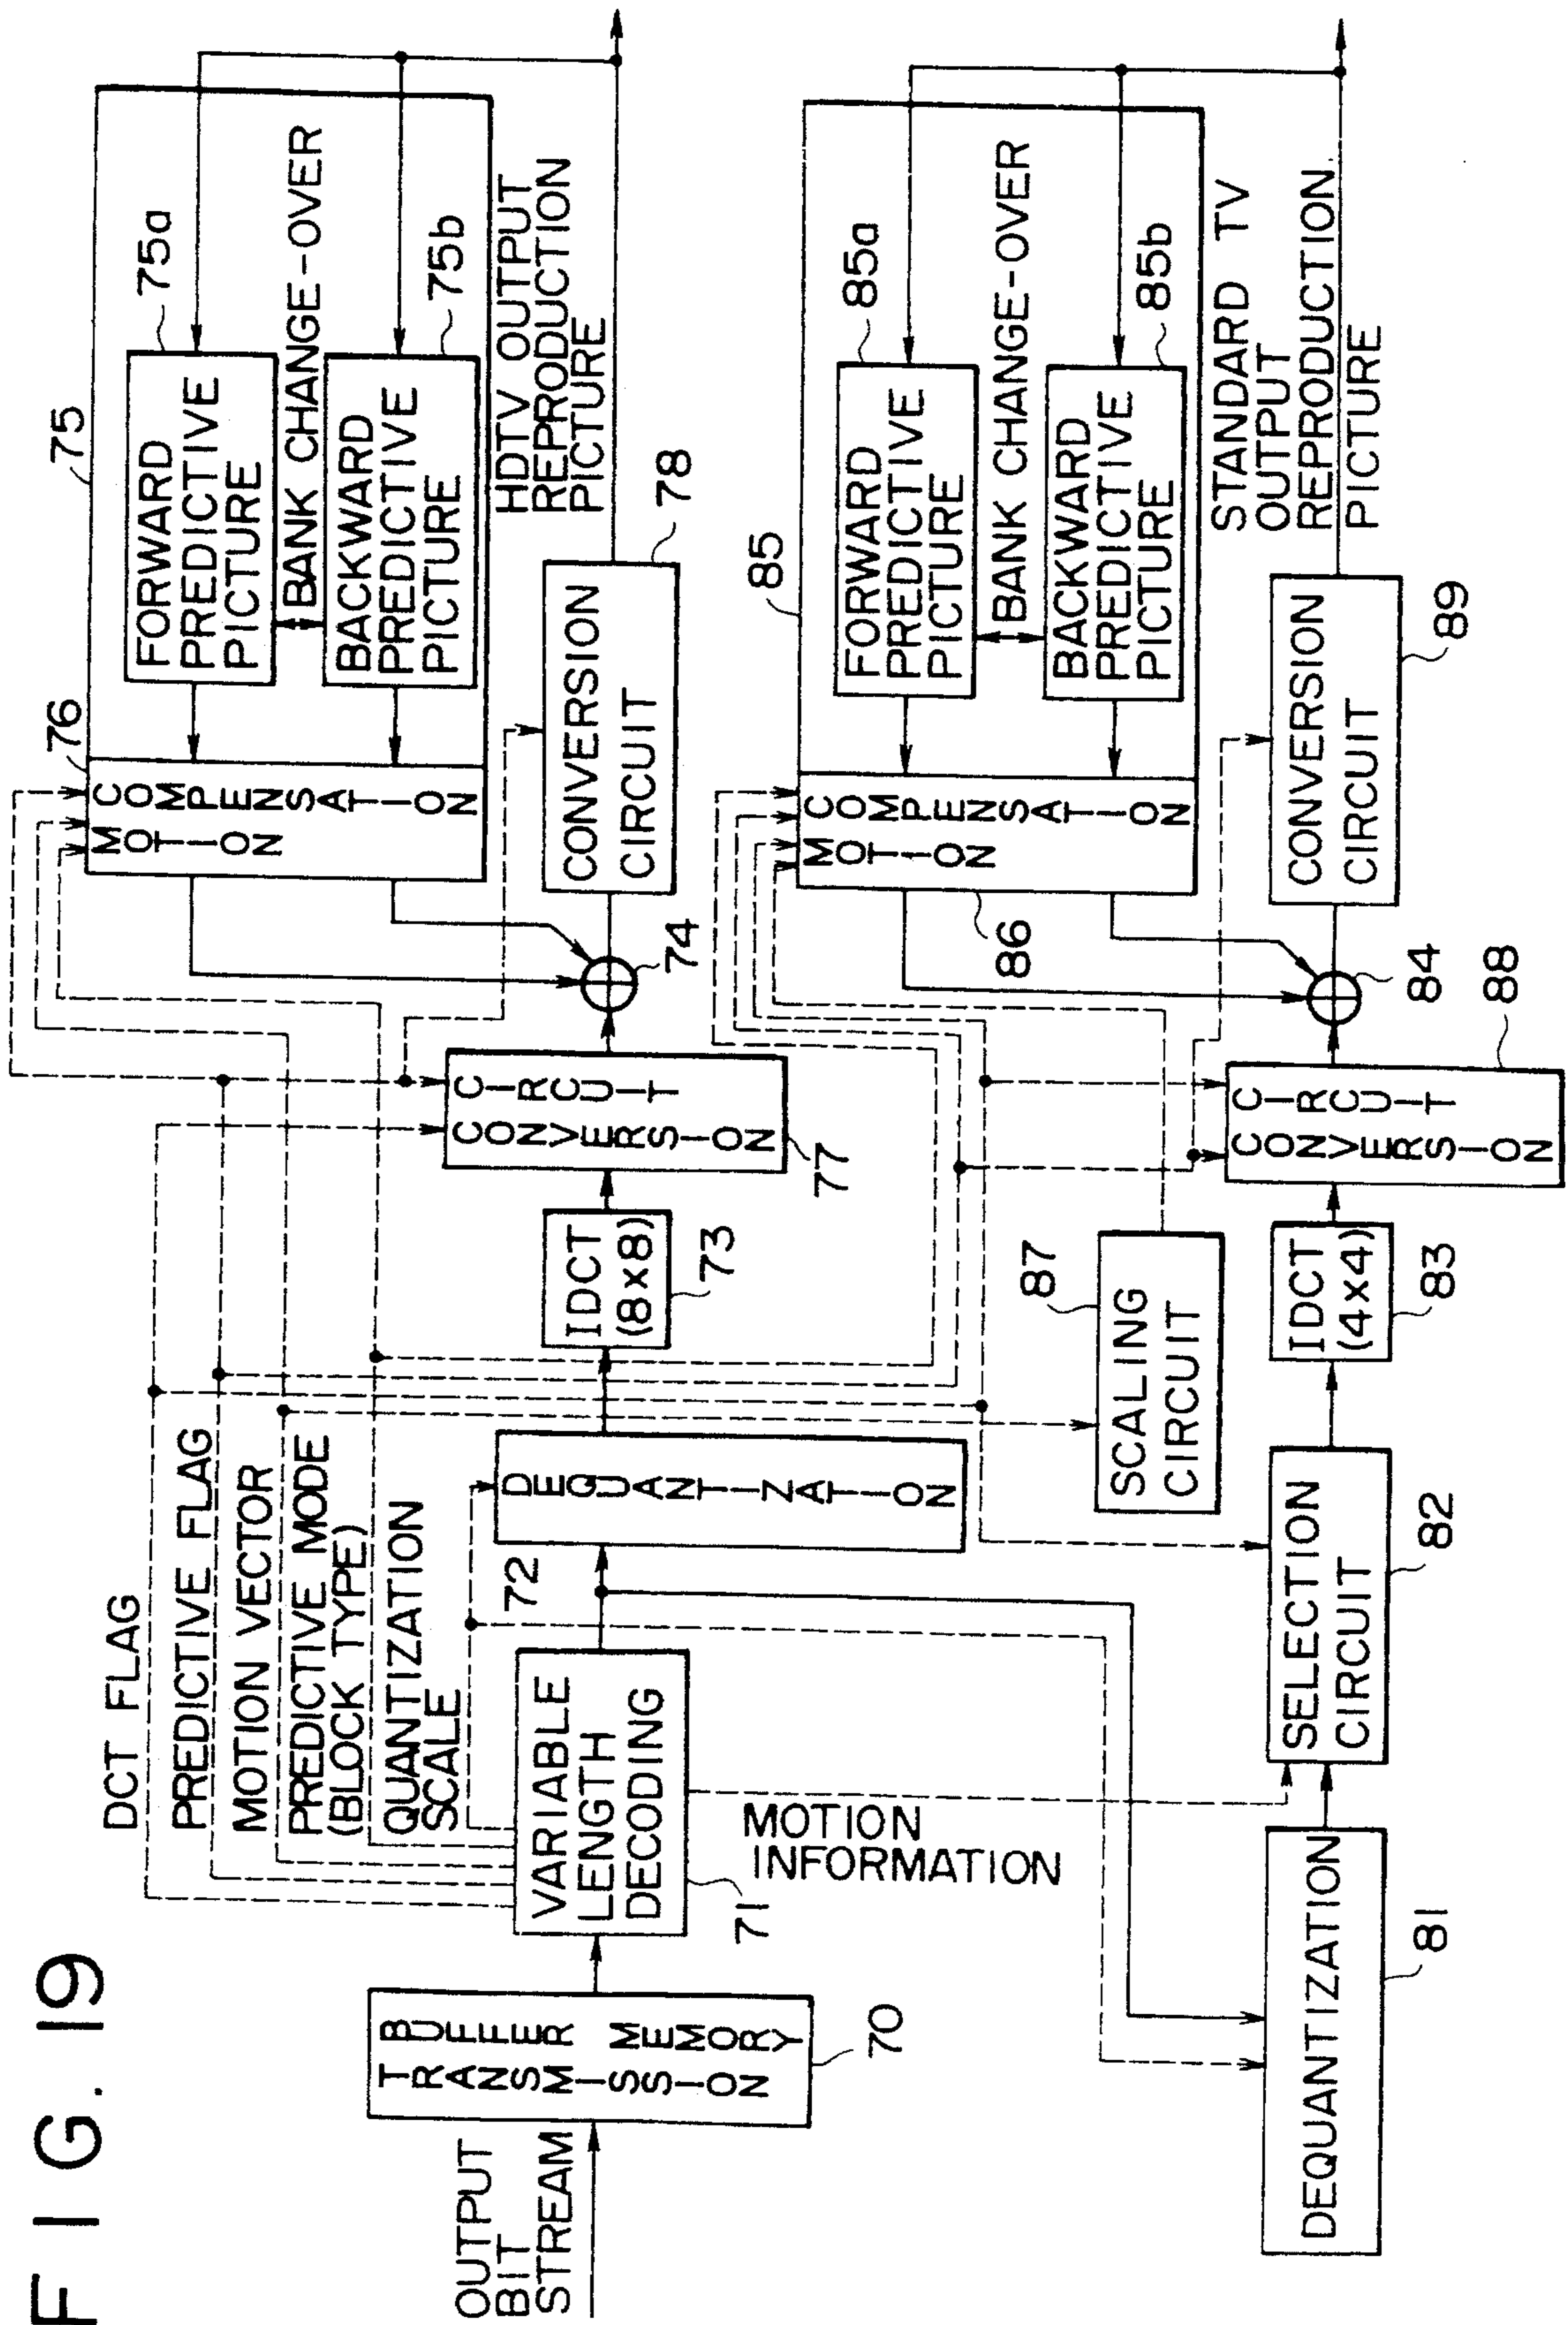 FIG. 19
OUTPUT
BIT
STREAM
TRANSMISSION
BUFFER MEMORY
70
VARIABLE
LENGTH
DECODING
71
DCT FLAG
PREDICTIVE FLAG
MOTION VECTOR
PREDICTIVE MODE
(BLOCK TYPE)
QUANTIZATION
SCALE
MOTION
INFORMATION
DEQUANTIZATION
72
IDCT
(8×8)
73
CONVERSION
CIRCUIT
77
74
CONVERSION
CIRCUIT
78
MOTION
COMPENSATION
76
75
FORWARD
PREDICTIVE
PICTURE
75a
BANK CHANGE-OVER
BACKWARD
PREDICTIVE
PICTURE
75b
HDTV OUTPUT
REPRODUCTION
PICTURE
DEQUANTIZATION
81
SELECTION
CIRCUIT
82
SCALING
CIRCUIT
87
IDCT
(4×4)
83
CONVERSION
CIRCUIT
88
84
CONVERSION
CIRCUIT
89
MOTION
COMPENSATION
86
85
FORWARD
PREDICTIVE
PICTURE
85a
BANK CHANGE-OVER
BACKWARD
PREDICTIVE
PICTURE
85b
STANDARD TV
OUTPUT
REPRODUCTION
PICTURE